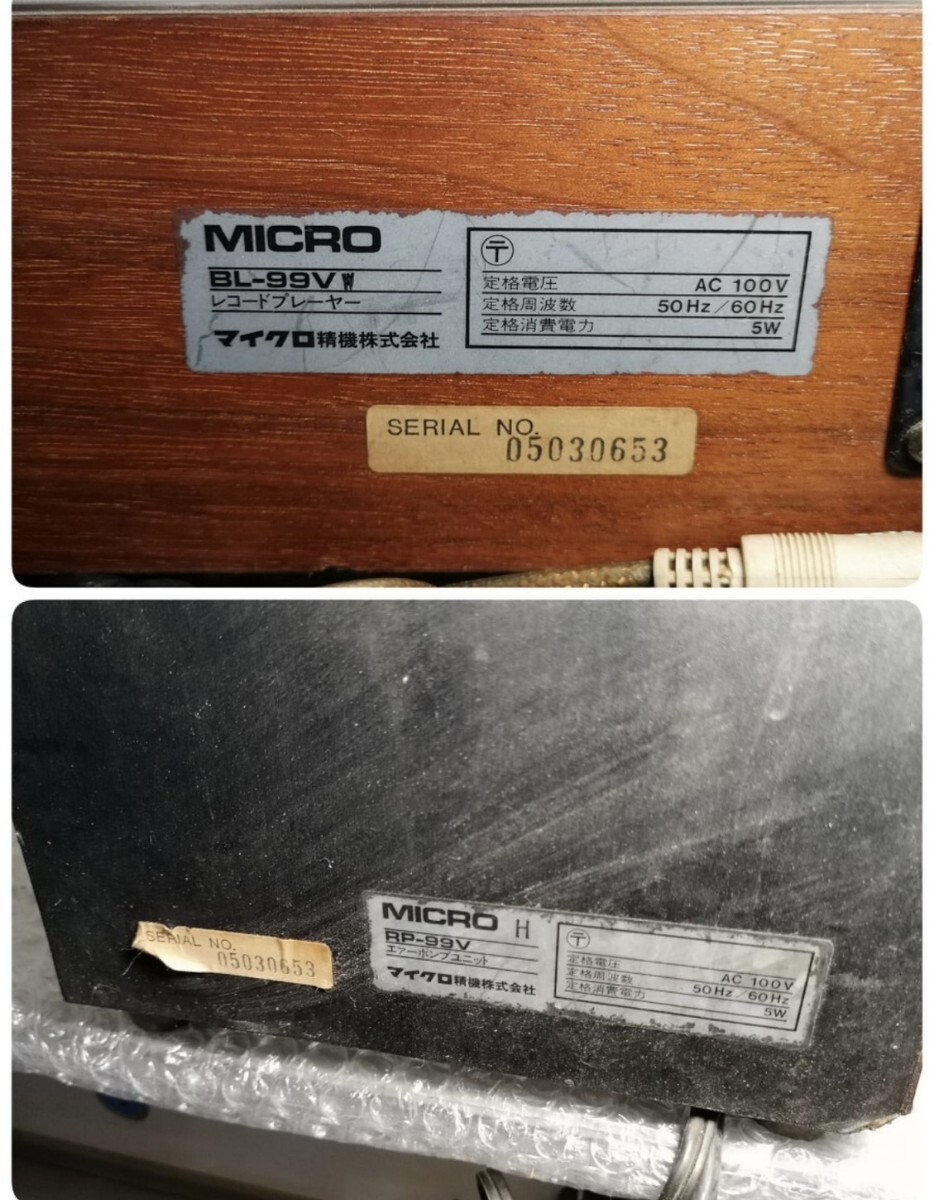 MICRO
BL-99V W
レコードプレーヤー
マイクロ精機株式会社
〒
定格電圧 AC 100V
定格周波数 50Hz/60Hz
定格消費電力 5W
SERIAL NO.
05030653
SERIAL NO.
05030653
MICRO H
RP-99V
エアーポンプユニット
マイクロ精機株式会社
〒
定格電圧 AC 100V
定格周波数 50Hz/60Hz
定格消費電力 5W